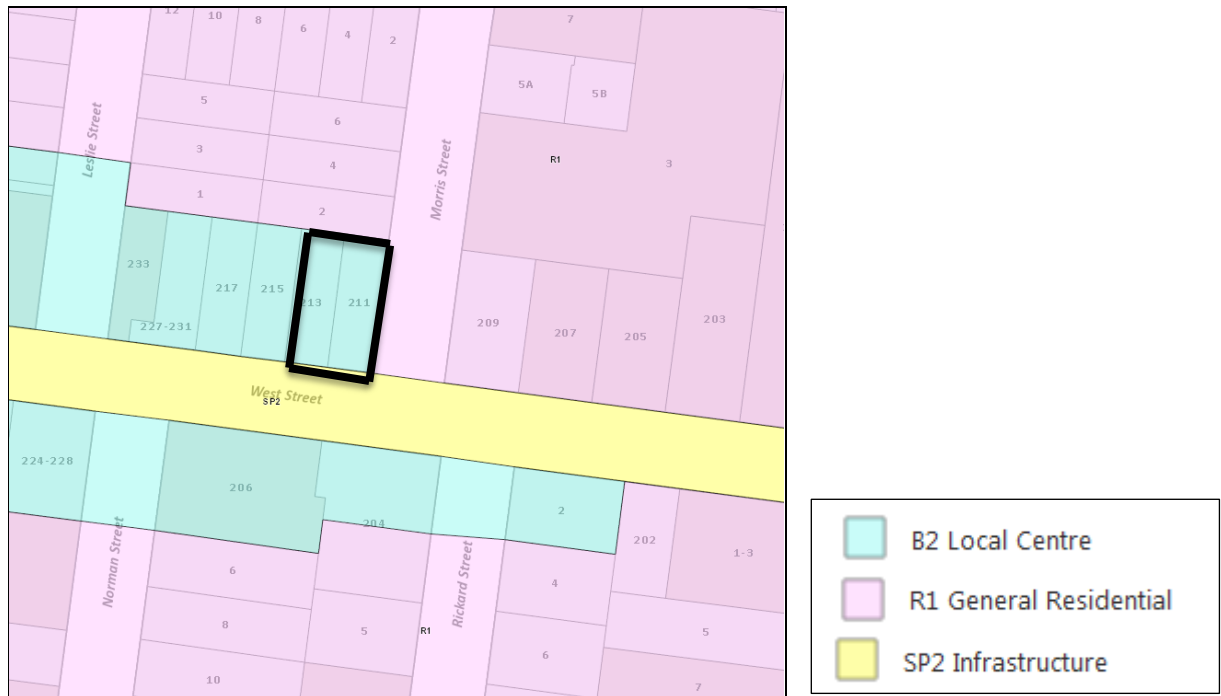 12
10
8
6
4
2
7
5A
5B
5
6
3
4
1
2
Leslie Street
Morris Street
R1
3
233
217
215
213
211
227-231
209
207
205
203
West Street
SP2
224-228
206
204
2
202
1-3
Norman Street
Rickard Street
6
8
10
5
R1
4
6
5
7
B2 Local Centre
R1 General Residential
SP2 Infrastructure